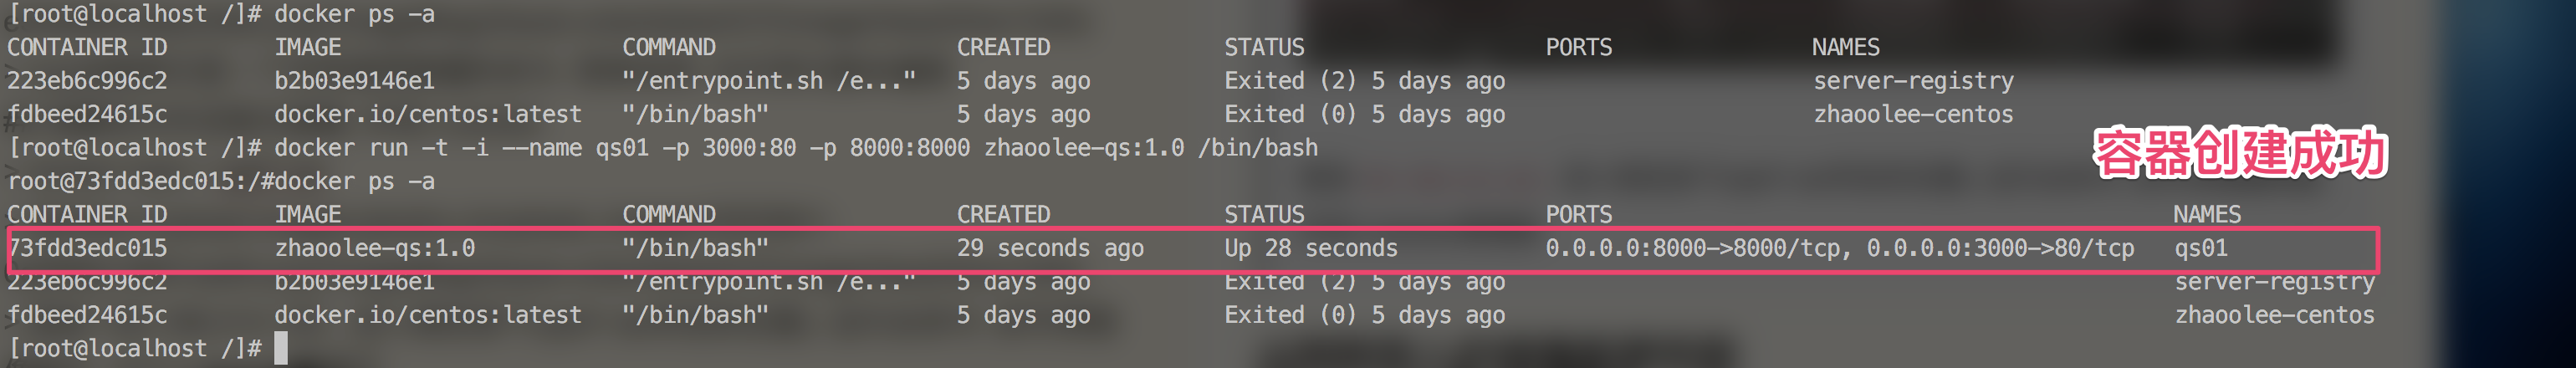 [root@localhost /]# docker ps -a
CONTAINER ID IMAGE COMMAND CREATED STATUS PORTS NAMES
223eb6c996c2 b2b03e9146e1 "/entrypoint.sh /e..." 5 days ago Exited (2) 5 days ago server-registry
fdbeed24615c docker.io/centos:latest "/bin/bash" 5 days ago Exited (0) 5 days ago zhaolee-centos
[root@localhost /]# docker run -t -i --name qs01 -p 3000:80 -p 8000:8000 zhaoolee-qs:1.0 /bin/bash
容器创建成功
root@73fdd3edc015:/#docker ps -a
CONTAINER ID IMAGE COMMAND CREATED STATUS PORTS NAMES
73fdd3edc015 zhaoolee-qs:1.0 "/bin/bash" 29 seconds ago Up 28 seconds 0.0.0.0:8000->8000/tcp, 0.0.0.0:3000->80/tcp qs01
223eb6c996c2 b2b03e9146e1 "/entrypoint.sh /e..." 5 days ago Exited (2) 5 days ago server-registry
fdbeed24615c docker.io/centos:latest "/bin/bash" 5 days ago Exited (0) 5 days ago zhaoolee-centos
[root@localhost /]#